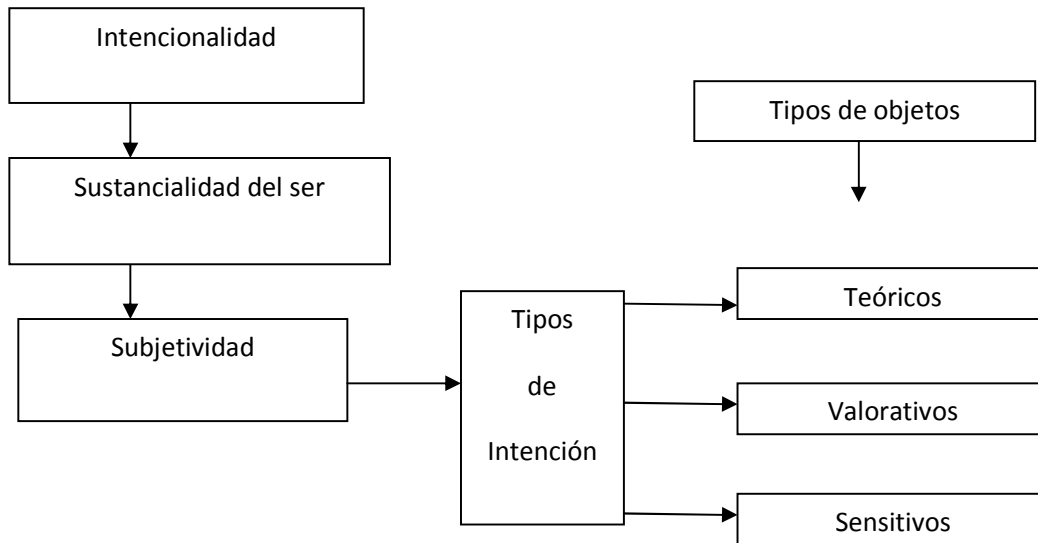 Intencionalidad
Tipos de objetos
Sustancialidad del ser
Subjetividad
Tipos
de
Intención
Teóricos
Valorativos
Sensitivos